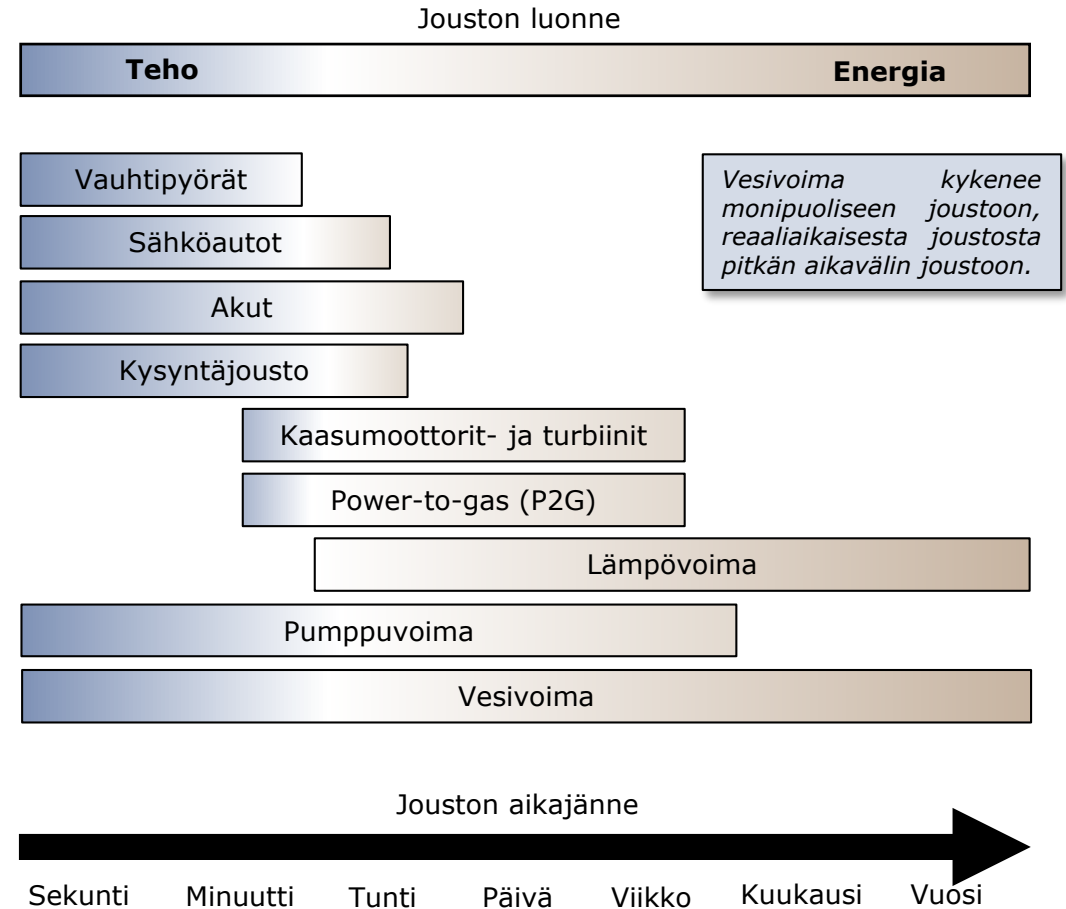 Jouston luonne
Teho Energia
Vauhtipyörät
Vesivoima kykenee
monipuoliseen joustoon,
reaaliaikaisesta joustosta
pitkän aikavälin joustoon.
Sähköautot
Akut
Kysyntäjousto
Kaasumoottorit- ja turbiinit
Power-to-gas (P2G)
Lämpövoima
Pumppuvoima
Vesivoima
Jouston aikajänne
Sekunti Minuutti Tunti Päivä Viikko Kuukausi Vuosi